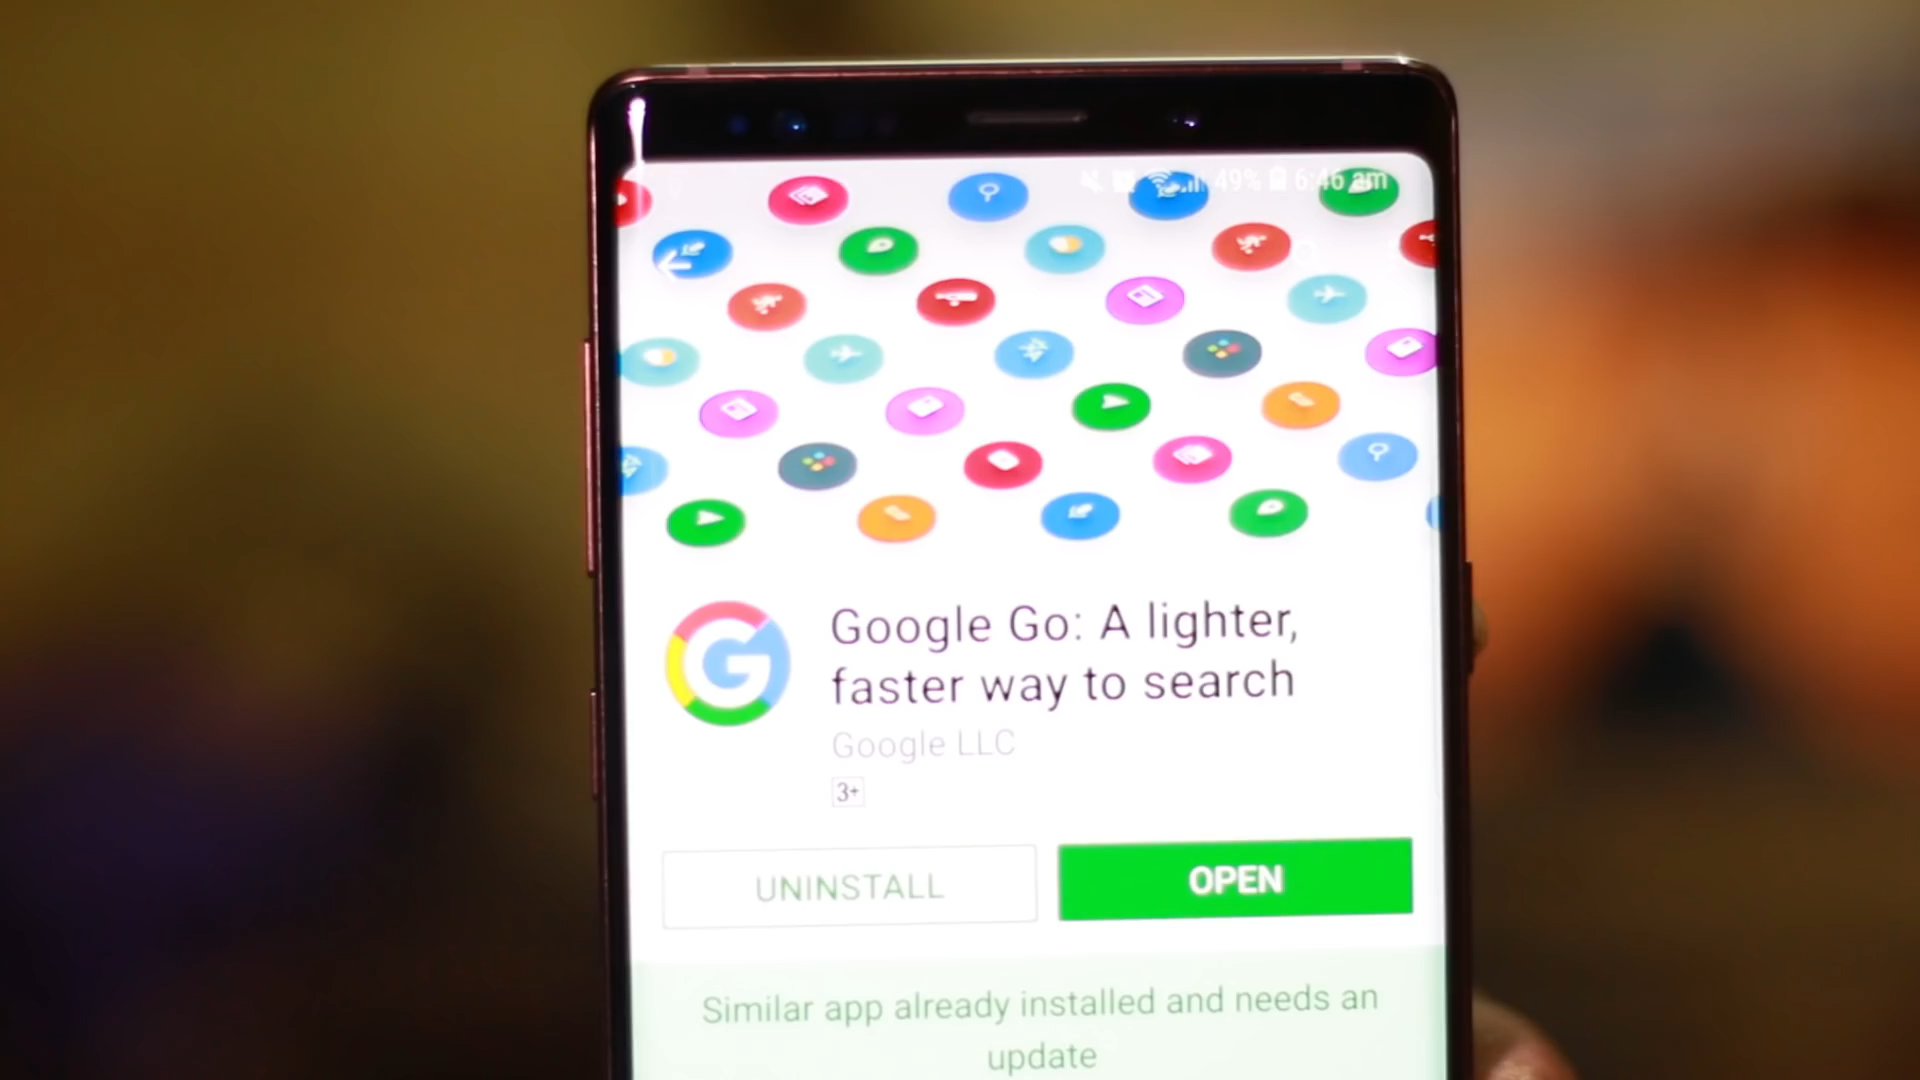 49% 6:46 am
Google Go: A lighter,
faster way to search
Google LLC
3+
UNINSTALL
OPEN
Similar app already installed and needs an
update